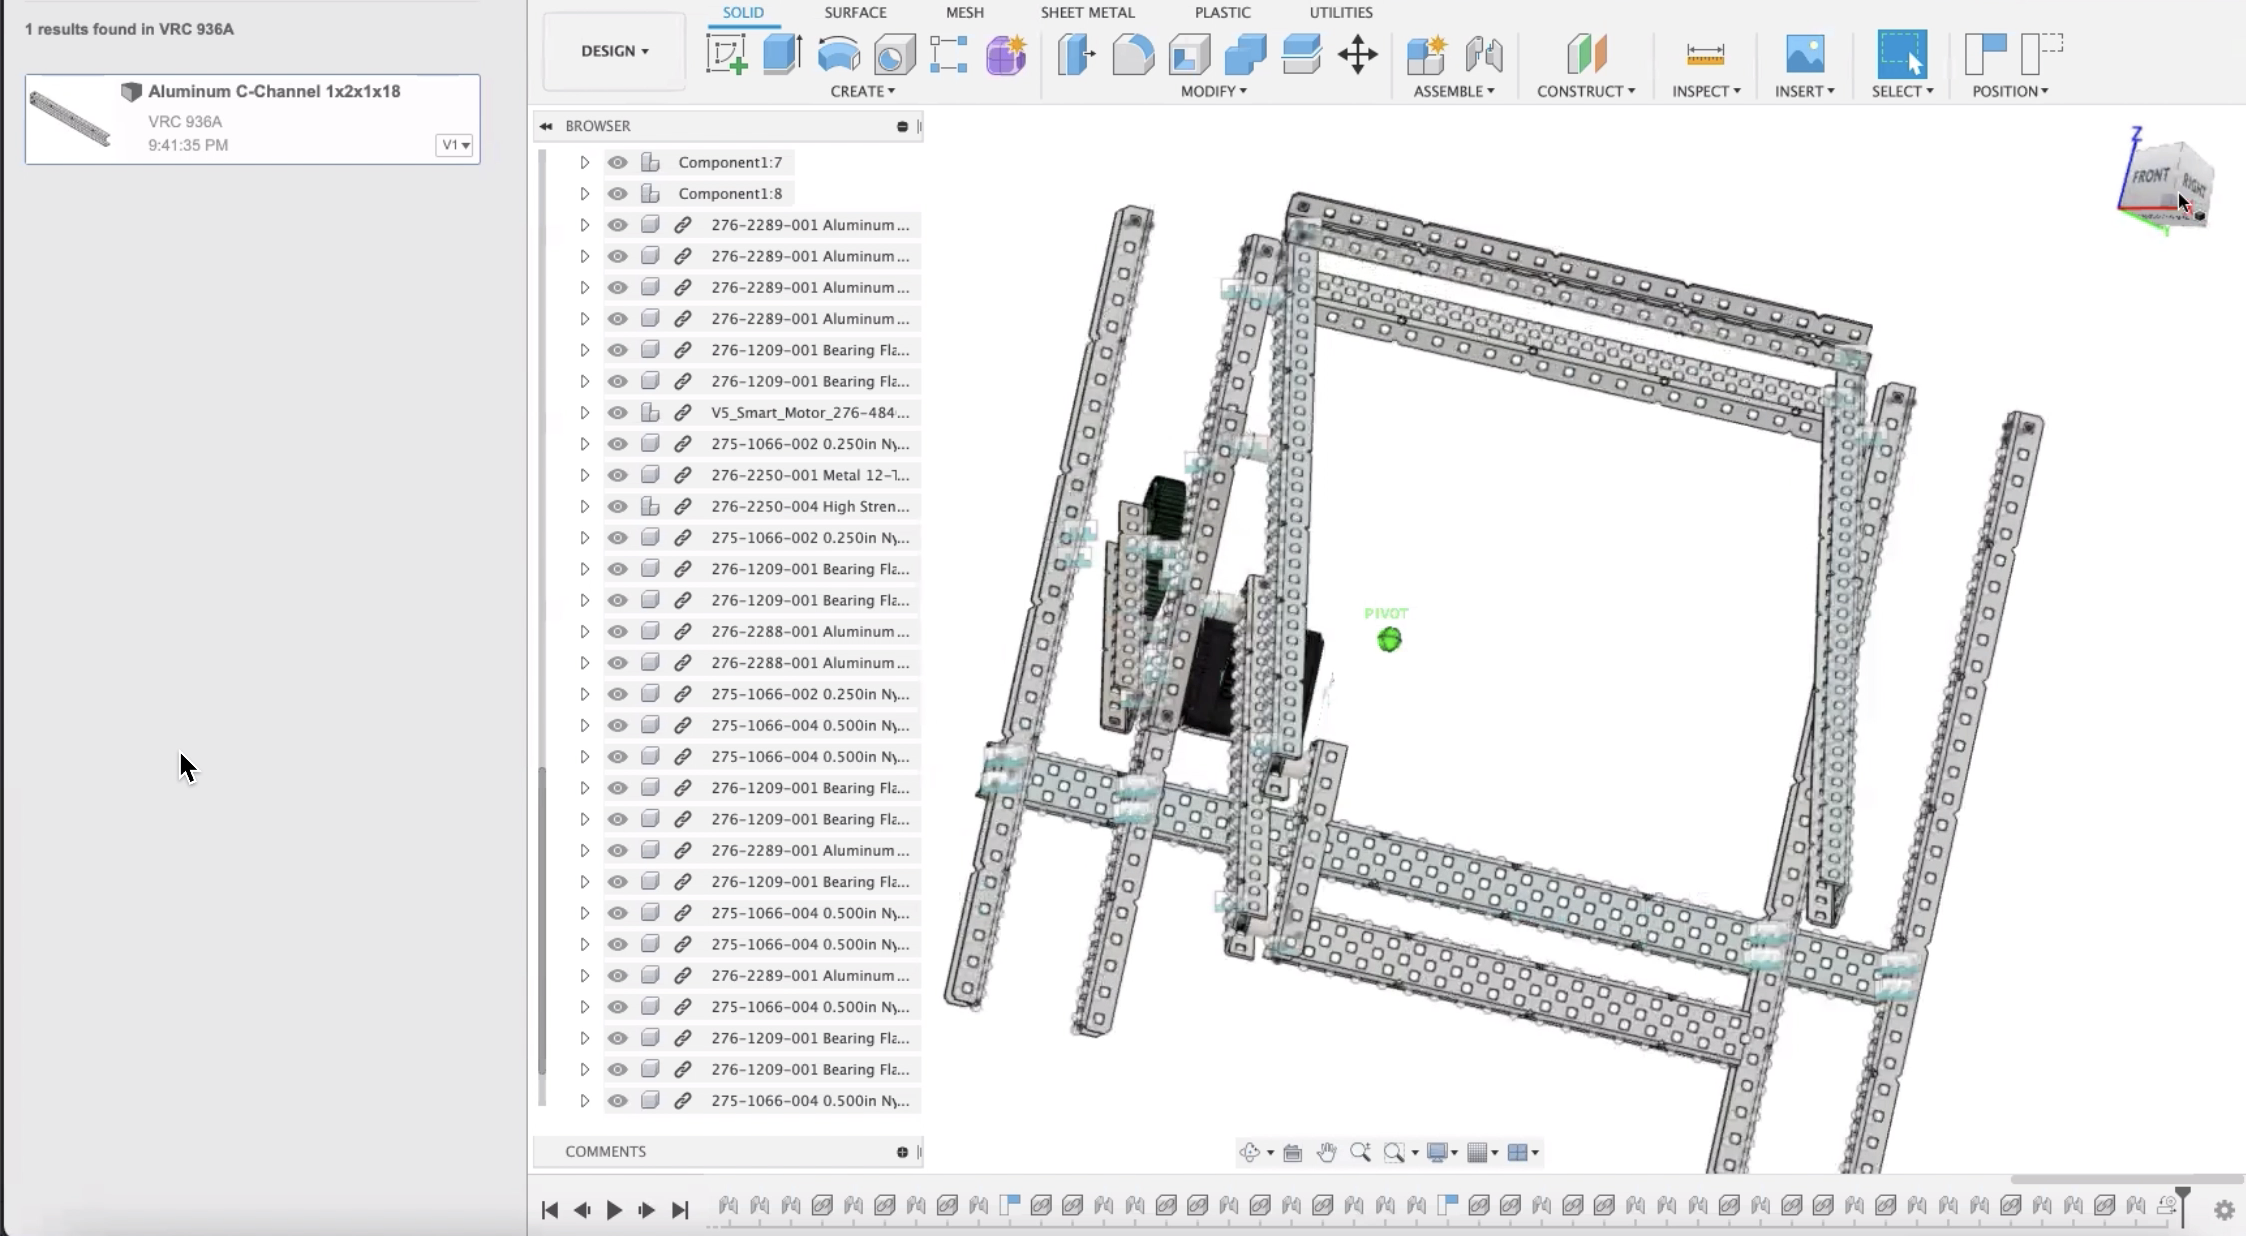 1 results found in VRC 936A
Aluminum C-Channel 1x2x1x18
VRC 936A
9:41:35 PM
V1
DESIGN
SOLID
SURFACE
MESH
SHEET METAL
PLASTIC
UTILITIES
CREATE
MODIFY
ASSEMBLE
CONSTRUCT
INSPECT
INSERT
SELECT
POSITION
BROWSER
Component1:7
Component1:8
276-2289-001 Aluminum ...
276-2289-001 Aluminum ...
276-2289-001 Aluminum ...
276-2289-001 Aluminum ...
276-1209-001 Bearing Fla...
276-1209-001 Bearing Fla...
V5_Smart_Motor_276-484...
275-1066-002 0.250in Ny...
276-2250-001 Metal 12-T...
276-2250-004 High Stren...
275-1066-002 0.250in Ny...
276-1209-001 Bearing Fla...
276-1209-001 Bearing Fla...
276-2288-001 Aluminum ...
276-2288-001 Aluminum ...
275-1066-002 0.250in Ny...
275-1066-004 0.500in Ny...
275-1066-004 0.500in Ny...
276-1209-001 Bearing Fla...
276-1209-001 Bearing Fla...
276-2289-001 Aluminum ...
276-1209-001 Bearing Fla...
275-1066-004 0.500in Ny...
275-1066-004 0.500in Ny...
276-2289-001 Aluminum ...
275-1066-004 0.500in Ny...
276-1209-001 Bearing Fla...
276-1209-001 Bearing Fla...
275-1066-004 0.500in Ny...
COMMENTS
Z
FRONT
RIGHT
Y
PIVOT